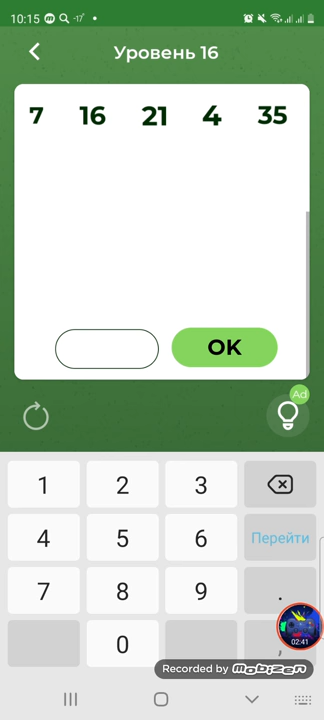 10:15 -17°
Уровень 16
7 16 21 4 35
OK
Ad
1 2 3
4 5 6 Перейти
7 8 9 .
02:41
0 ,
Recorded by mobizen